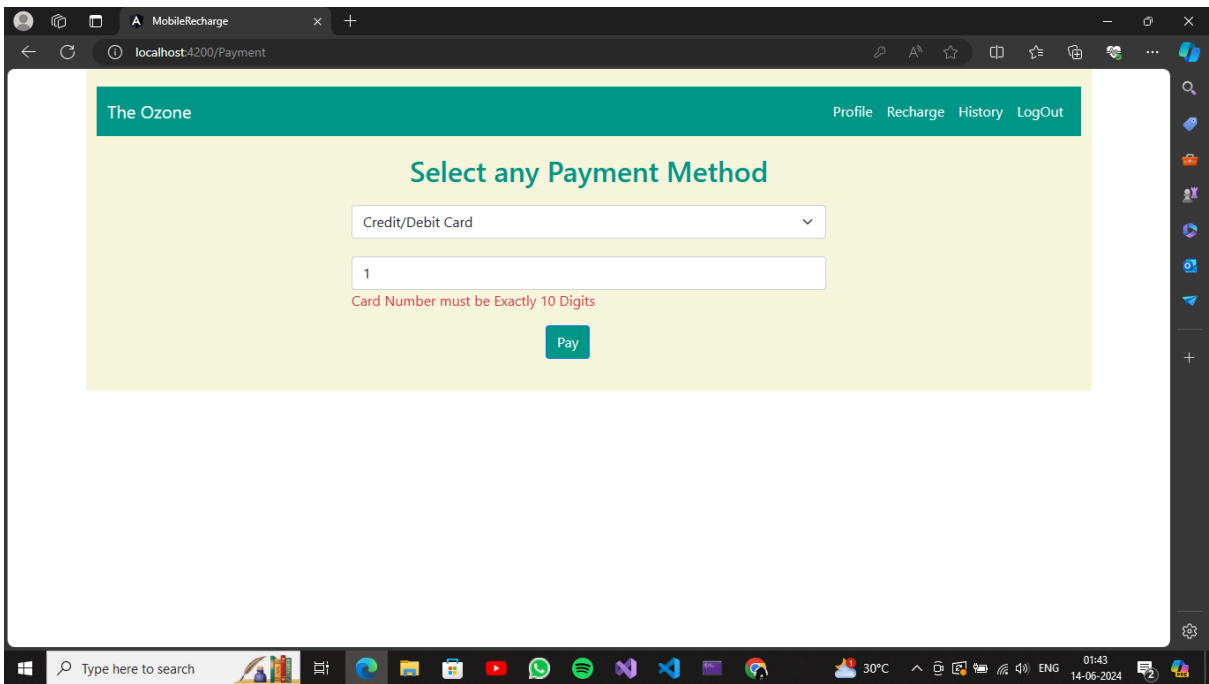 MobileRecharge
localhost:4200/Payment
The Ozone
Profile Recharge History LogOut
Select any Payment Method
Credit/Debit Card
1
Card Number must be Exactly 10 Digits
Pay
Type here to search
30°C
ENG
01:43
14-06-2024
2